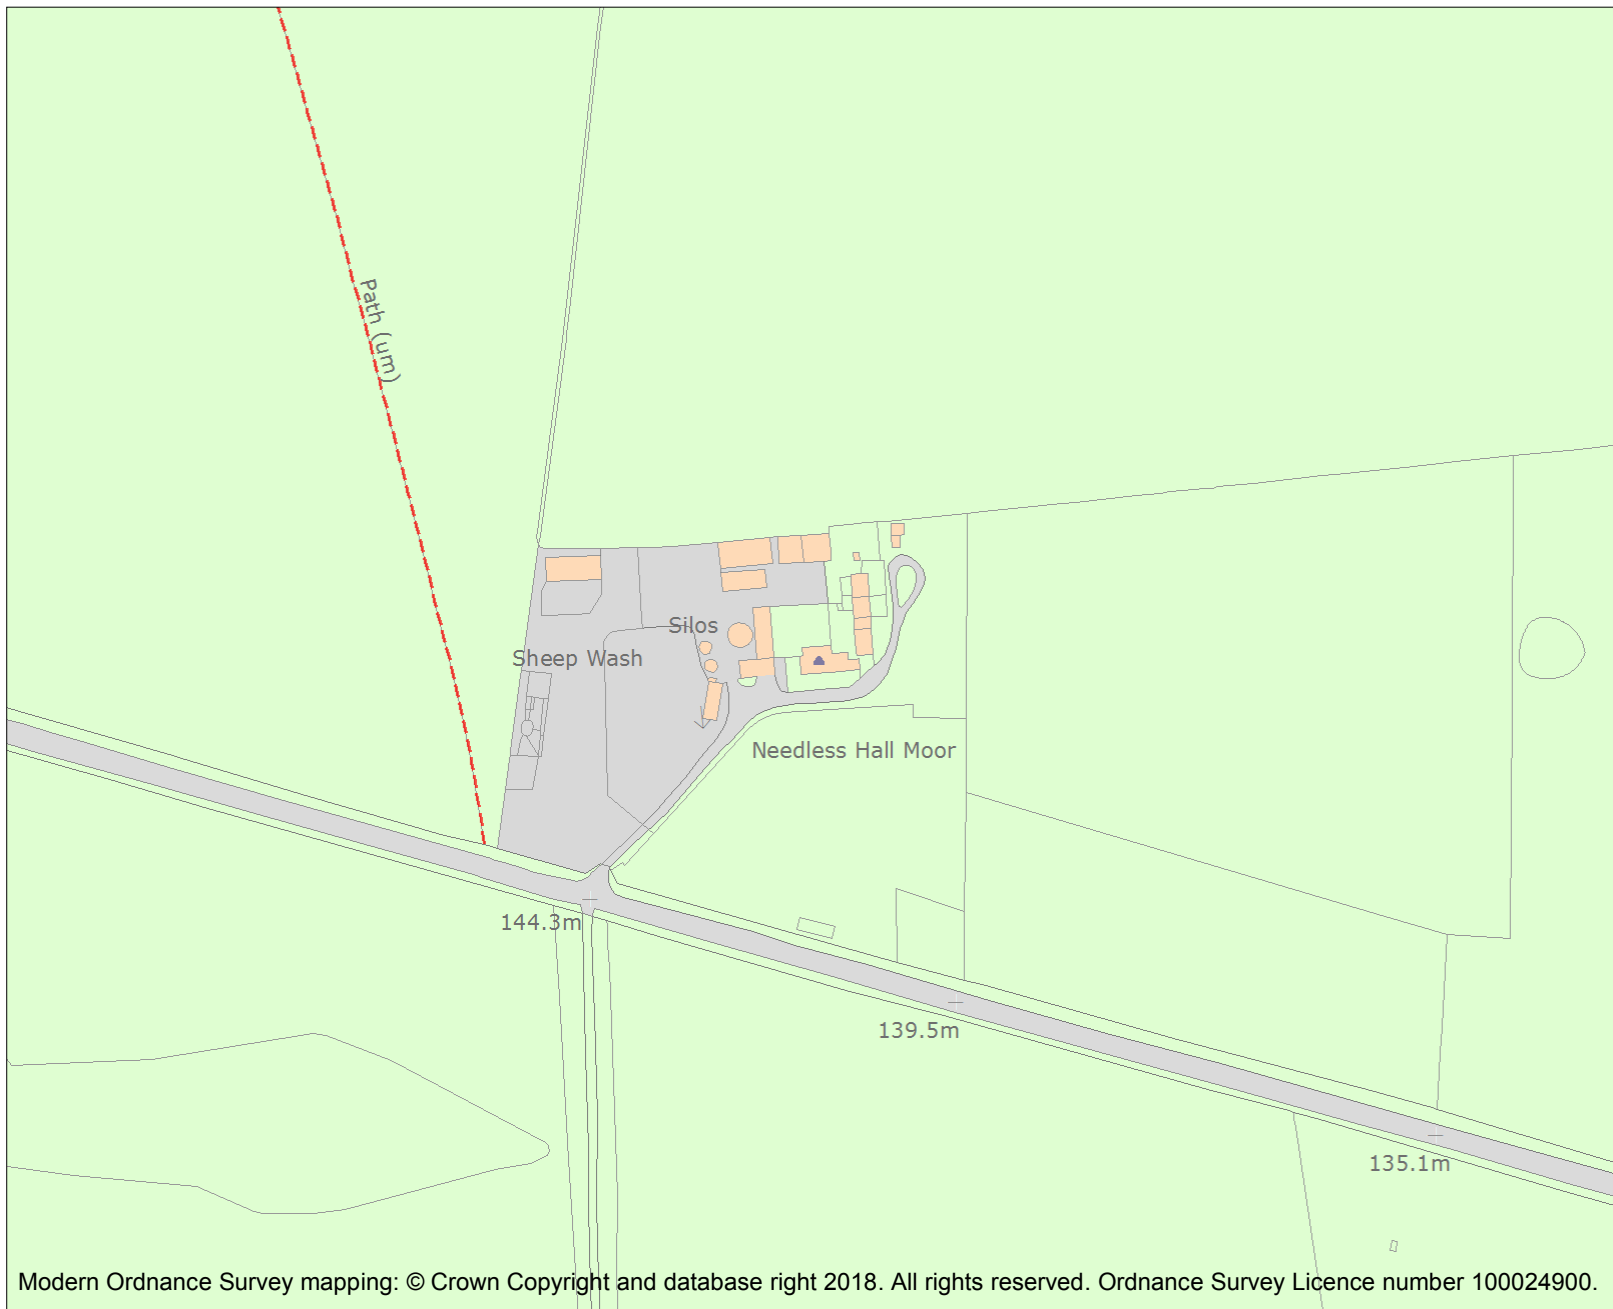 Path (um)
Silos
Sheep Wash
Needless Hall Moor
144.3m
139.5m
135.1m
Modern Ordnance Survey mapping: © Crown Copyright and database right 2018. All rights reserved. Ordnance Survey Licence number 100024900.